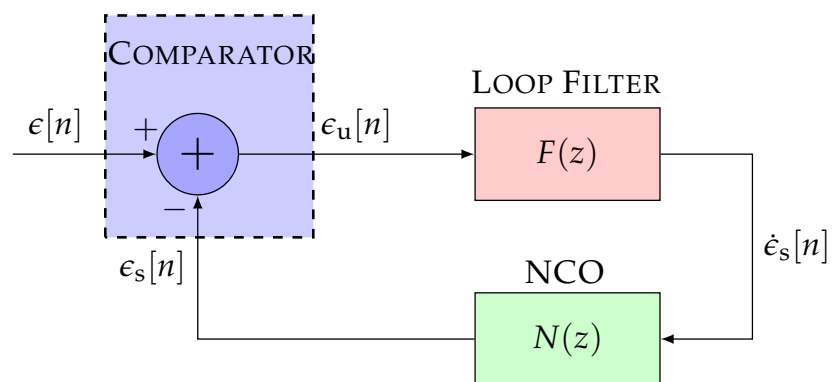 COMPARATOR
LOOP FILTER
ϵ[n]
+
+
ϵᵤ[n]
F(z)
−
ϵₛ[n]
ϵ̇ₛ[n]
NCO
N(z)